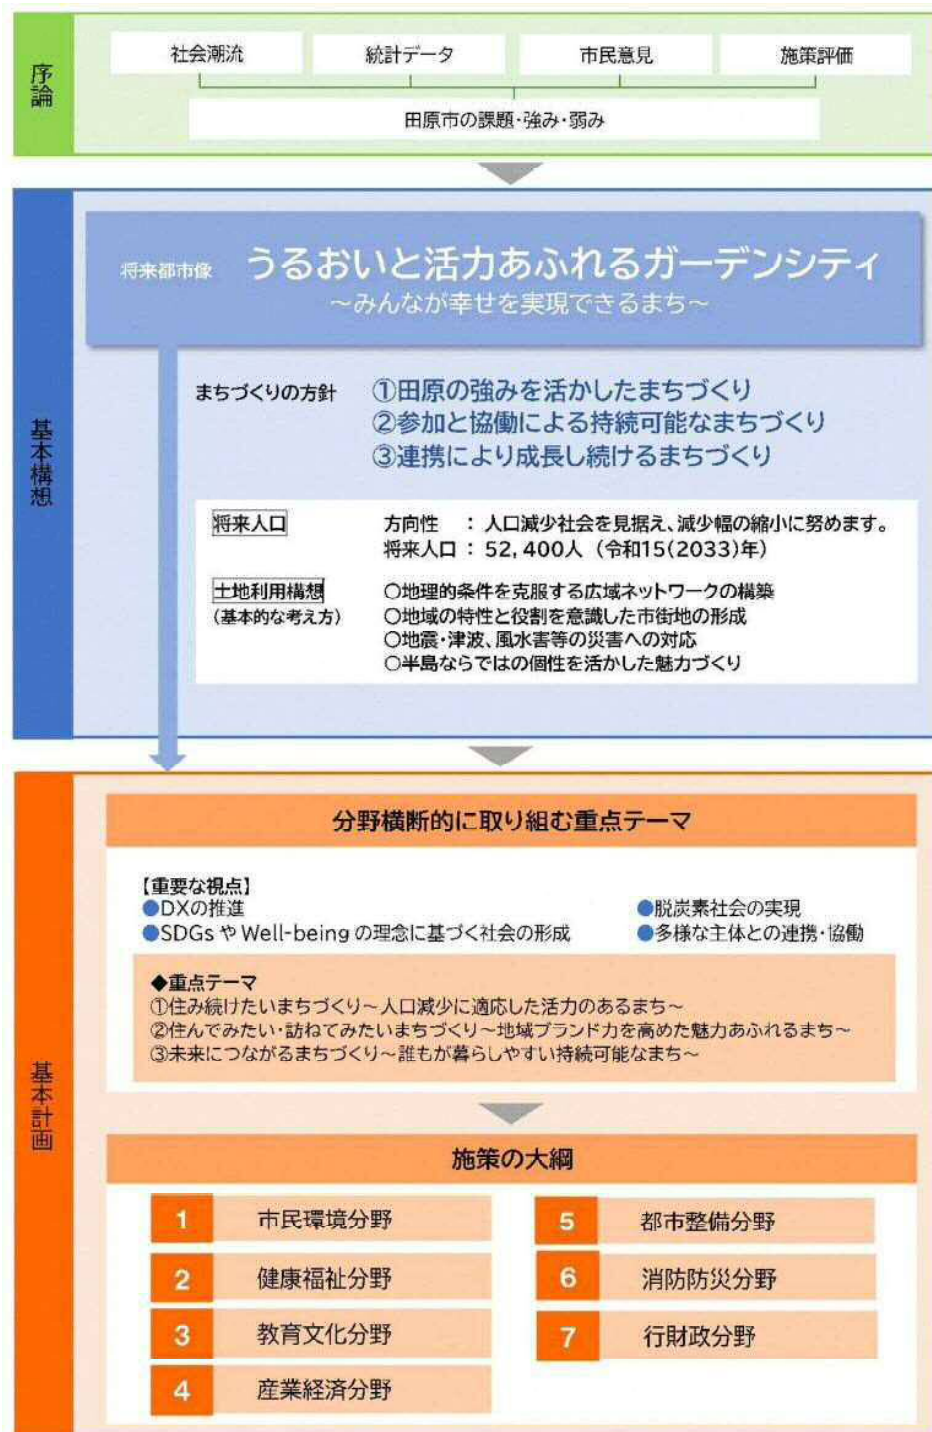 序論
社会潮流
統計データ
市民意見
施策評価
田原市の課題・強み・弱み
基本構想
将来都市像 うるおいと活力あふれるガーデンシティ
～みんなが幸せを実現できるまち～
まちづくりの方針 ①田原の強みを活かしたまちづくり
②参加と協働による持続可能なまちづくり
③連携により成長し続けるまちづくり
将来人口 方向性 ： 人口減少社会を見据え、減少幅の縮小に努めます。
将来人口 ： 52,400人 （令和15(2033)年）
土地利用構想 ○地理的条件を克服する広域ネットワークの構築
(基本的な考え方) ○地域の特性と役割を意識した市街地の形成
○地震・津波、風水害等の災害への対応
○半島ならではの個性を活かした魅力づくり
基本計画
分野横断的に取り組む重点テーマ
【重要な視点】
●DXの推進
●脱炭素社会の実現
●SDGs や Well-being の理念に基づく社会の形成
●多様な主体との連携・協働
◆重点テーマ
①住み続けたいまちづくり～人口減少に適応した活力のあるまち～
②住んでみたい・訪ねてみたいまちづくり～地域ブランド力を高めた魅力あふれるまち～
③未来につながるまちづくり～誰もが暮らしやすい持続可能なまち～
施策の大綱
1 市民環境分野
2 健康福祉分野
3 教育文化分野
4 産業経済分野
5 都市整備分野
6 消防防災分野
7 行財政分野